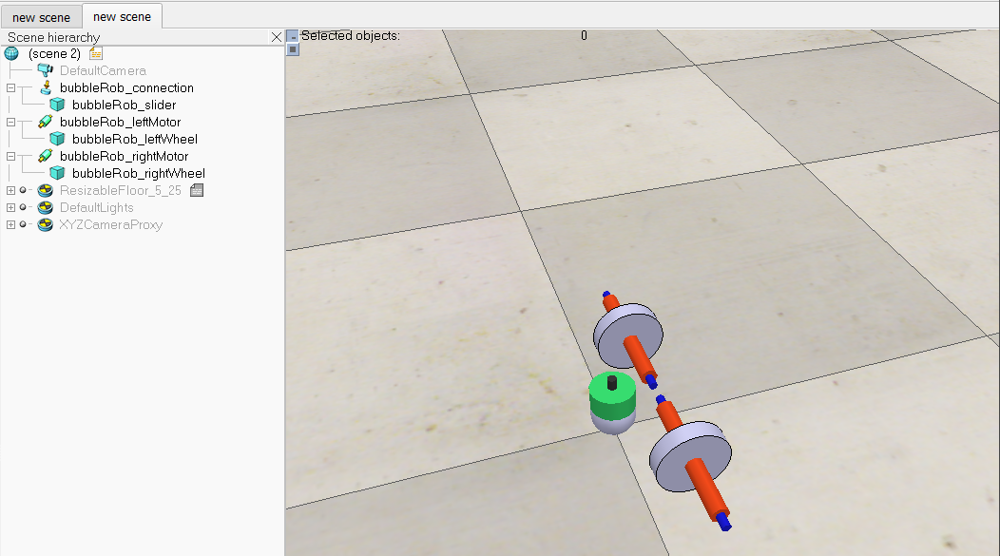 new scene
new scene
Scene hierarchy
Selected objects: 0
(scene 2)
DefaultCamera
bubbleRob_connection
bubbleRob_slider
bubbleRob_leftMotor
bubbleRob_leftWheel
bubbleRob_rightMotor
bubbleRob_rightWheel
ResizableFloor_5_25
DefaultLights
XYZCameraProxy